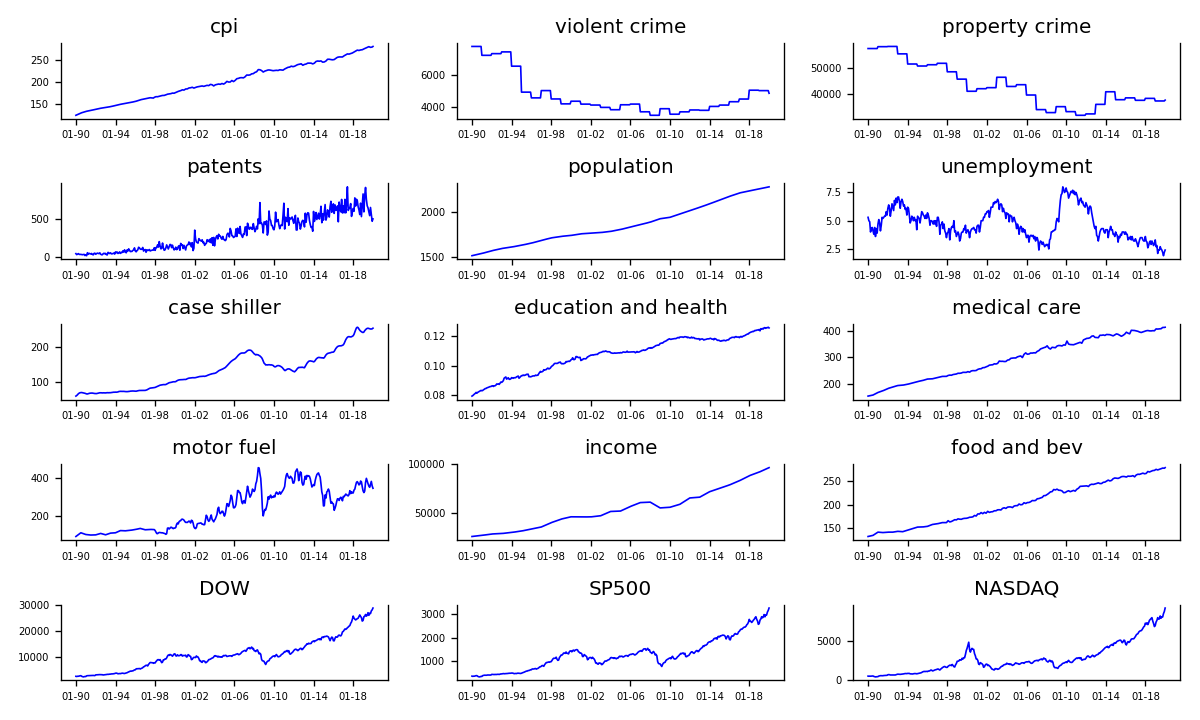 cpi
250
200
150
01-90 01-94 01-98 01-02 01-06 01-10 01-14 01-18
violent crime
6000
4000
01-90 01-94 01-98 01-02 01-06 01-10 01-14 01-18
property crime
50000
40000
01-90 01-94 01-98 01-02 01-06 01-10 01-14 01-18
patents
500
0
01-90 01-94 01-98 01-02 01-06 01-10 01-14 01-18
population
2000
1500
01-90 01-94 01-98 01-02 01-06 01-10 01-14 01-18
unemployment
7.5
5.0
2.5
01-90 01-94 01-98 01-02 01-06 01-10 01-14 01-18
case shiller
200
100
01-90 01-94 01-98 01-02 01-06 01-10 01-14 01-18
education and health
0.12
0.10
0.08
01-90 01-94 01-98 01-02 01-06 01-10 01-14 01-18
medical care
400
300
200
01-90 01-94 01-98 01-02 01-06 01-10 01-14 01-18
motor fuel
400
200
01-90 01-94 01-98 01-02 01-06 01-10 01-14 01-18
income
100000
50000
01-90 01-94 01-98 01-02 01-06 01-10 01-14 01-18
food and bev
250
200
150
01-90 01-94 01-98 01-02 01-06 01-10 01-14 01-18
DOW
30000
20000
10000
01-90 01-94 01-98 01-02 01-06 01-10 01-14 01-18
SP500
3000
2000
1000
01-90 01-94 01-98 01-02 01-06 01-10 01-14 01-18
NASDAQ
5000
0
01-90 01-94 01-98 01-02 01-06 01-10 01-14 01-18